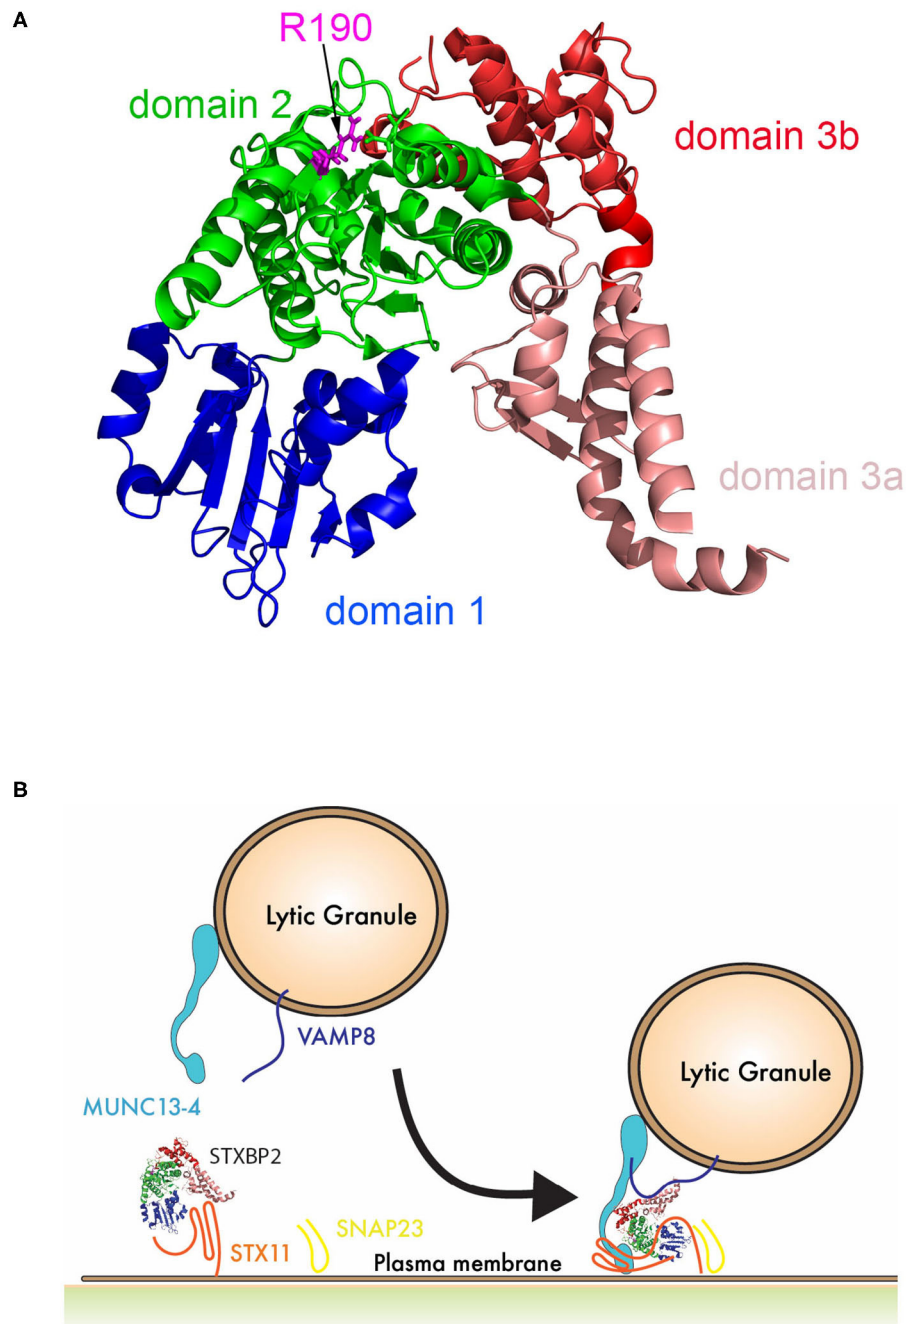 A
R190
domain 2
domain 3b
domain 3a
domain 1
B
Lytic Granule
VAMP8
Lytic Granule
MUNC13-4
STXBP2
SNAP23
STX11
Plasma membrane